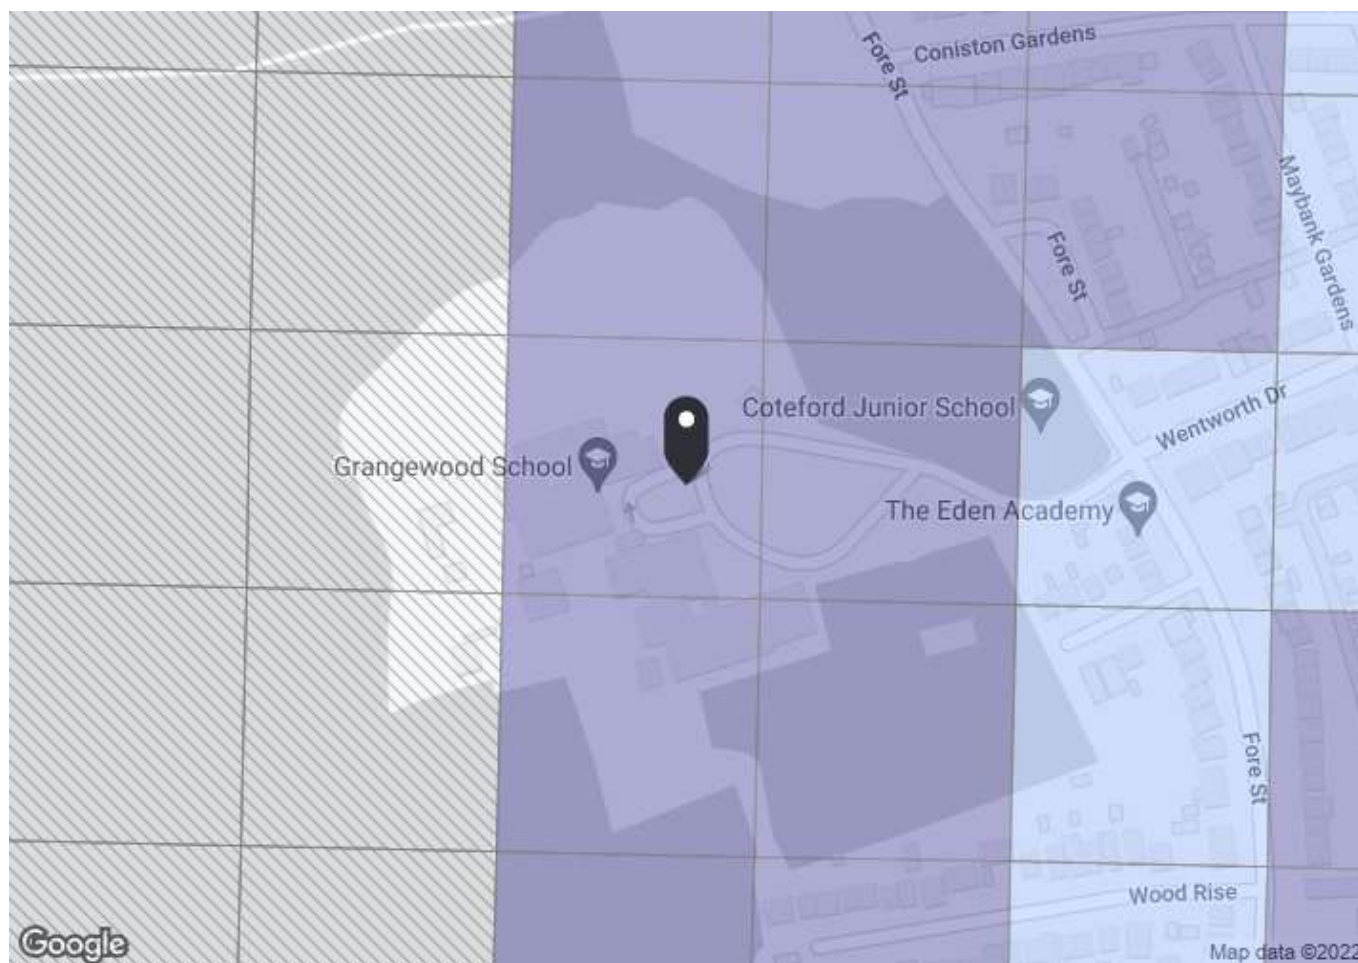 Coniston Gardens
Fore St
Maybank Gardens
Fore St
Wentworth Dr
Coteford Junior School
Grangewood School
The Eden Academy
Fore St
Wood Rise
Google
Map data ©2022